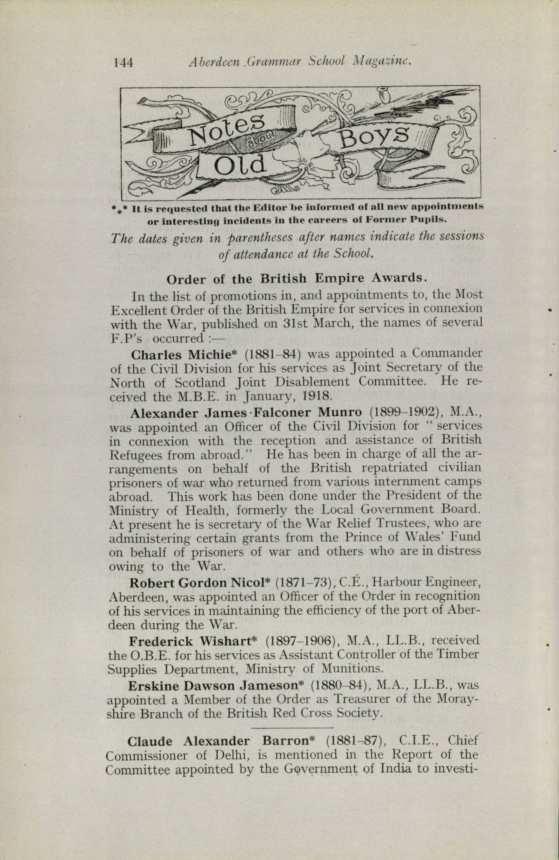 144 Aberdeen Grammar School Magazine.
Notes
from
Old
Boys
*** It is requested that the Editor be informed of all new appointments
or interesting incidents in the careers of Former Pupils.
The dates given in parentheses after names indicate the sessions
of attendance at the School.
Order of the British Empire Awards.
In the list of promotions in, and appointments to, the Most
Excellent Order of the British Empire for services in connexion
with the War, published on 31st March, the names of several
F.P's occurred :—
Charles Michie* (1881-84) was appointed a Commander
of the Civil Division for his services as Joint Secretary of the
North of Scotland Joint Disablement Committee. He re-
ceived the M.B.E. in January, 1918.
Alexander James Falconer Munro (1899-1902), M.A.,
was appointed an Officer of the Civil Division for " services
in connexion with the reception and assistance of British
Refugees from abroad." He has been in charge of all the ar-
rangements on behalf of the British repatriated civilian
prisoners of war who returned from various internment camps
abroad. This work has been done under the President of the
Ministry of Health, formerly the Local Government Board.
At present he is secretary of the War Relief Trustees, who are
administering certain grants from the Prince of Wales' Fund
on behalf of prisoners of war and others who are in distress
owing to the War.
Robert Gordon Nicol* (1871-73), C.E., Harbour Engineer,
Aberdeen, was appointed an Officer of the Order in recognition
of his services in maintaining the efficiency of the port of Aber-
deen during the War.
Frederick Wishart* (1897-1906), M.A., LL.B., received
the O.B.E. for his services as Assistant Controller of the Timber
Supplies Department, Ministry of Munitions.
Erskine Dawson Jameson* (1880-84), M.A., LL.B., was
appointed a Member of the Order as Treasurer of the Moray-
shire Branch of the British Red Cross Society.
Claude Alexander Barron* (1881-87), C.I.E., Chief
Commissioner of Delhi, is mentioned in the Report of the
Committee appointed by the Government of India to investi-